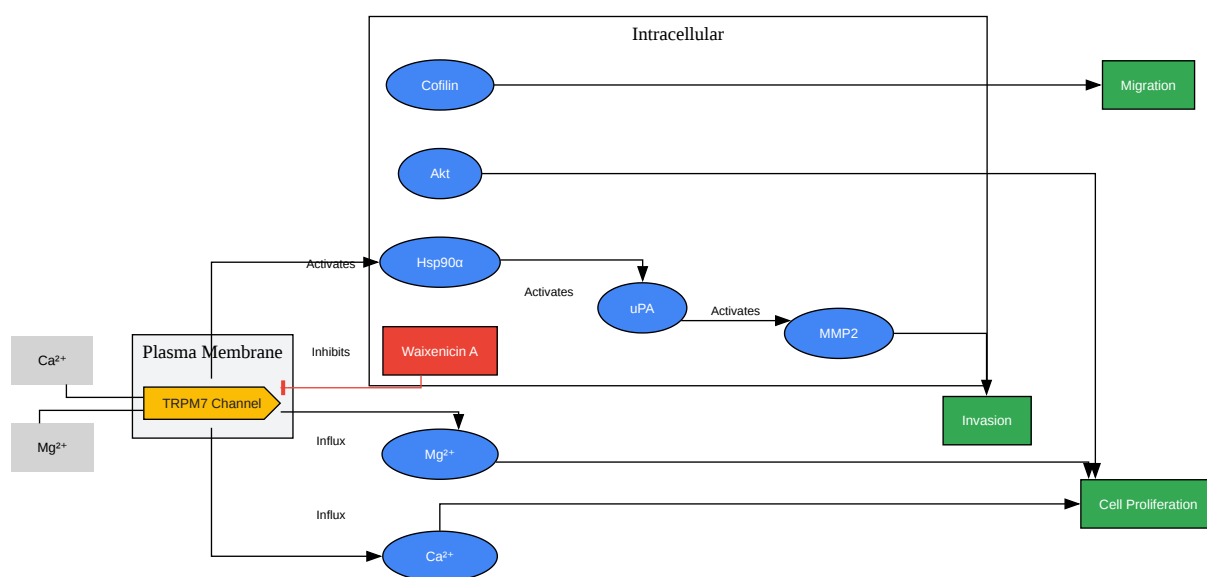 Intracellular
Cofilin
Migration
Akt
Activates
Hsp90α
Activates
uPA
Activates
MMP2
Plasma Membrane
Inhibits
Waixenicin A
Ca²⁺
TRPM7 Channel
Mg²⁺
Influx
Mg²⁺
Invasion
Influx
Ca²⁺
Cell Proliferation